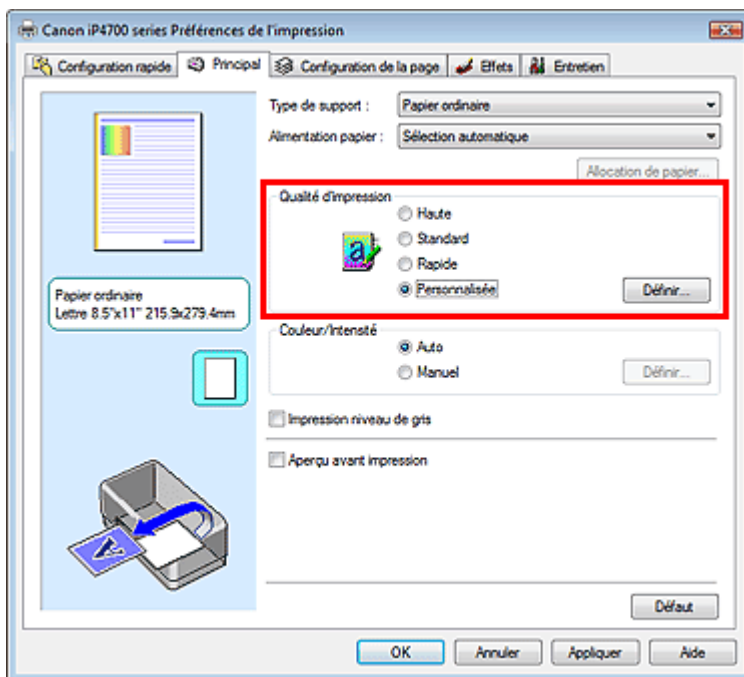 Canon iP4700 series Préférences de l'impression
Configuration rapide Principal Configuration de la page Effets Entretien
Type de support : Papier ordinaire
Alimentation papier : Sélection automatique
Allocation de papier...
Qualité d'impression
Haute
Standard
Rapide
Personnalisée Définir...
Papier ordinaire
Lettre 8.5"x11" 215.9x279.4mm
Couleur/Intensité
Auto
Manuel Définir...
Impression niveau de gris
Aperçu avant impression
Défaut
OK Annuler Appliquer Aide